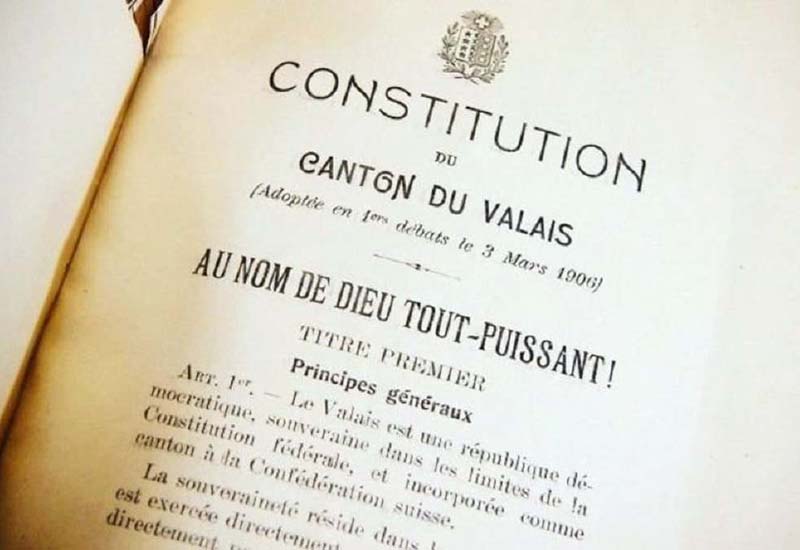 CONSTITUTION
DU
CANTON DU VALAIS
(Adoptée en 1ers débats le 3 Mars 1906)
AU NOM DE DIEU TOUT-PUISSANT!
TITRE PREMIER
Principes généraux
ART. 1er. — Le Valais est une république dé-
mocratique, souveraine dans les limites de la
Constitution fédérale, et incorporée comme
canton à la Confédération suisse.
La souveraineté réside dans
est exercée directement
directement